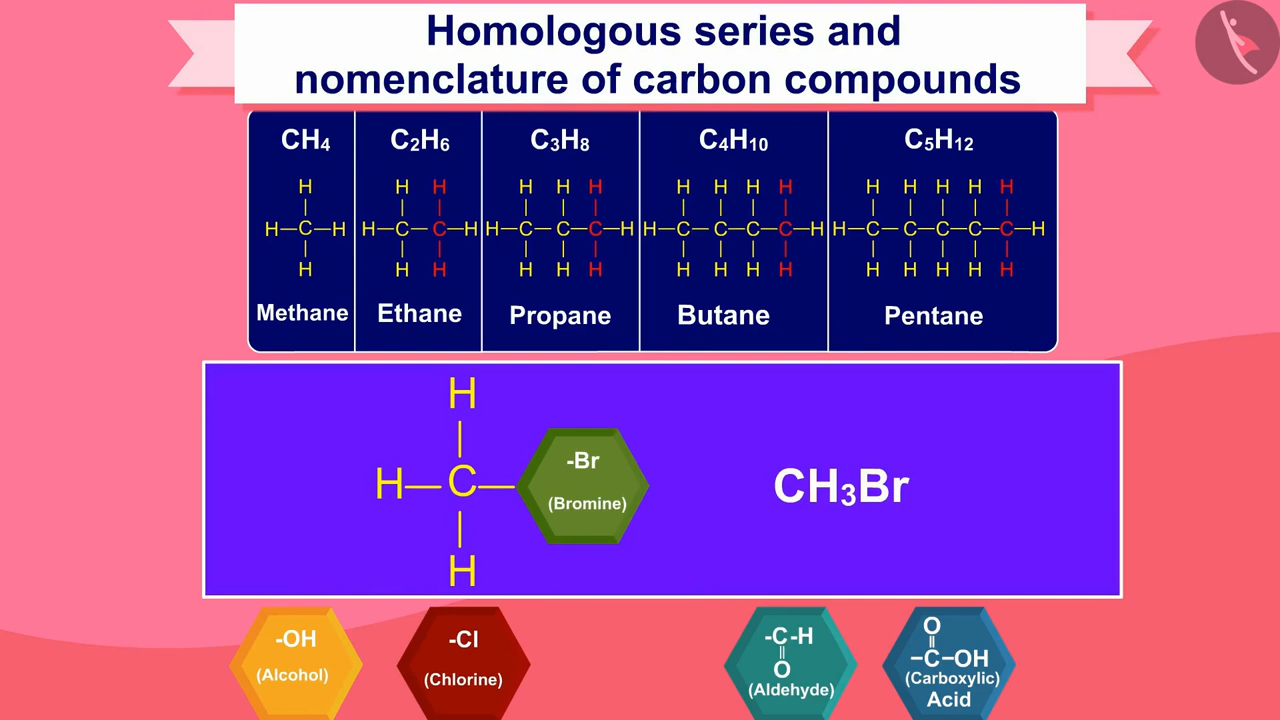 Homologous series and
nomenclature of carbon compounds
CH₄ C₂H₆ C₃H₈ C₄H₁₀ C₅H₁₂
H H H H H H H H H H H H H H H
H—C—H H—C—C—H H—C—C—C—H H—C—C—C—C—H H—C—C—C—C—C—H
H H H H H H H H H H H H H H H
Methane Ethane Propane Butane Pentane
H
-Br
H—C— CH₃Br
(Bromine)
H
-OH -Cl -C-H O
O –C–OH
(Alcohol) (Chlorine) (Aldehyde) (Carboxylic)
Acid